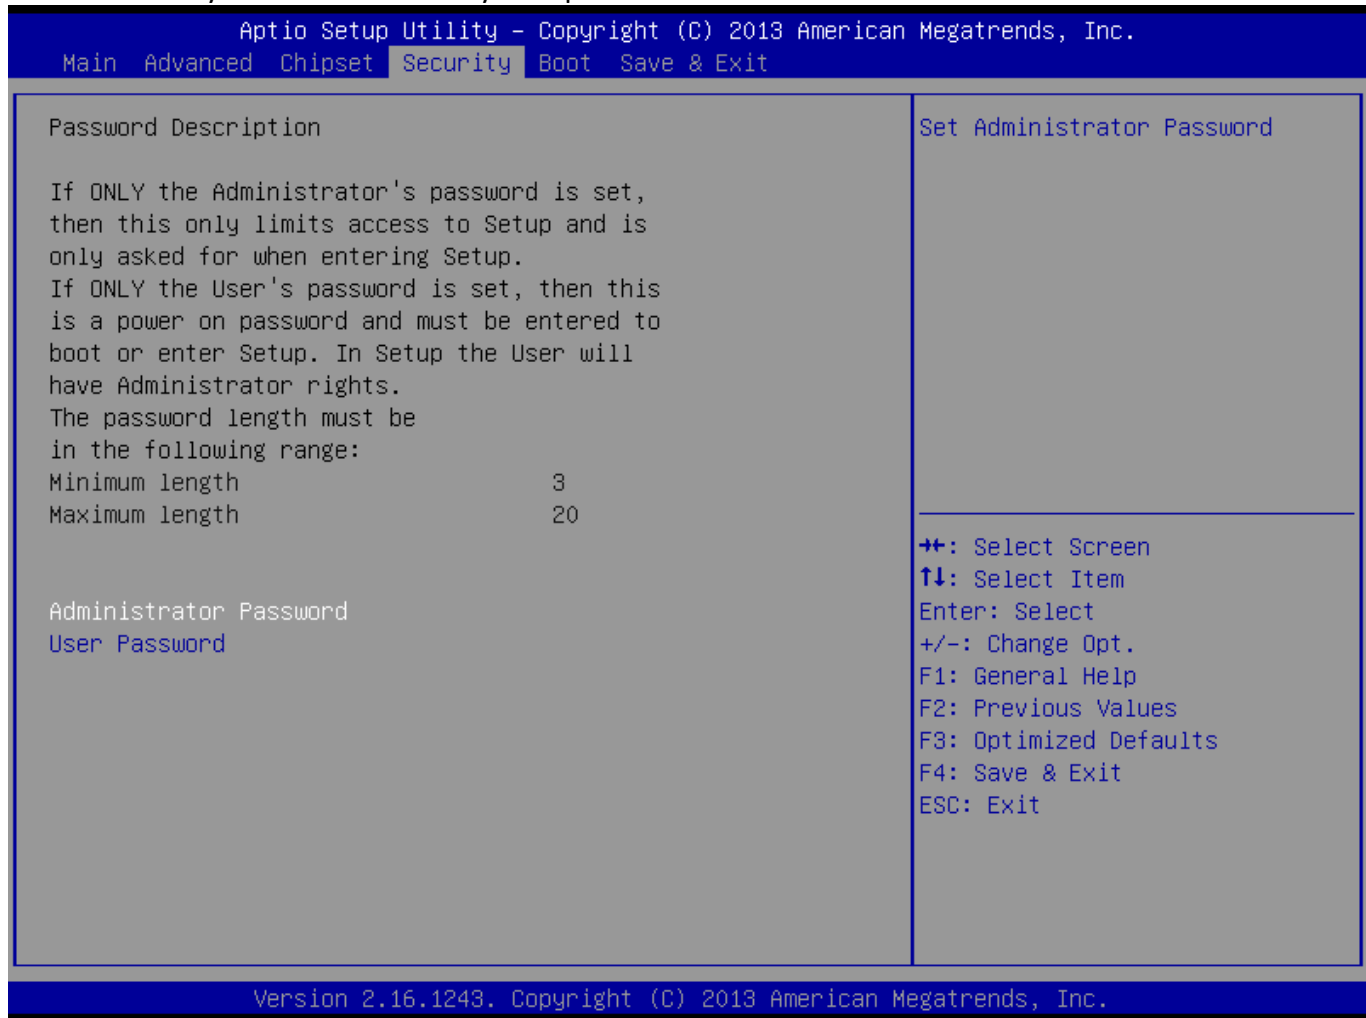 Aptio Setup Utility – Copyright (C) 2013 American Megatrends, Inc.
Main Advanced Chipset Security Boot Save & Exit
Password Description
If ONLY the Administrator's password is set,
then this only limits access to Setup and is
only asked for when entering Setup.
If ONLY the User's password is set, then this
is a power on password and must be entered to
boot or enter Setup. In Setup the User will
have Administrator rights.
The password length must be
in the following range:
Minimum length 3
Maximum length 20
Administrator Password
User Password
Set Administrator Password
→←: Select Screen
↑↓: Select Item
Enter: Select
+/-: Change Opt.
F1: General Help
F2: Previous Values
F3: Optimized Defaults
F4: Save & Exit
ESC: Exit
Version 2.16.1243. Copyright (C) 2013 American Megatrends, Inc.